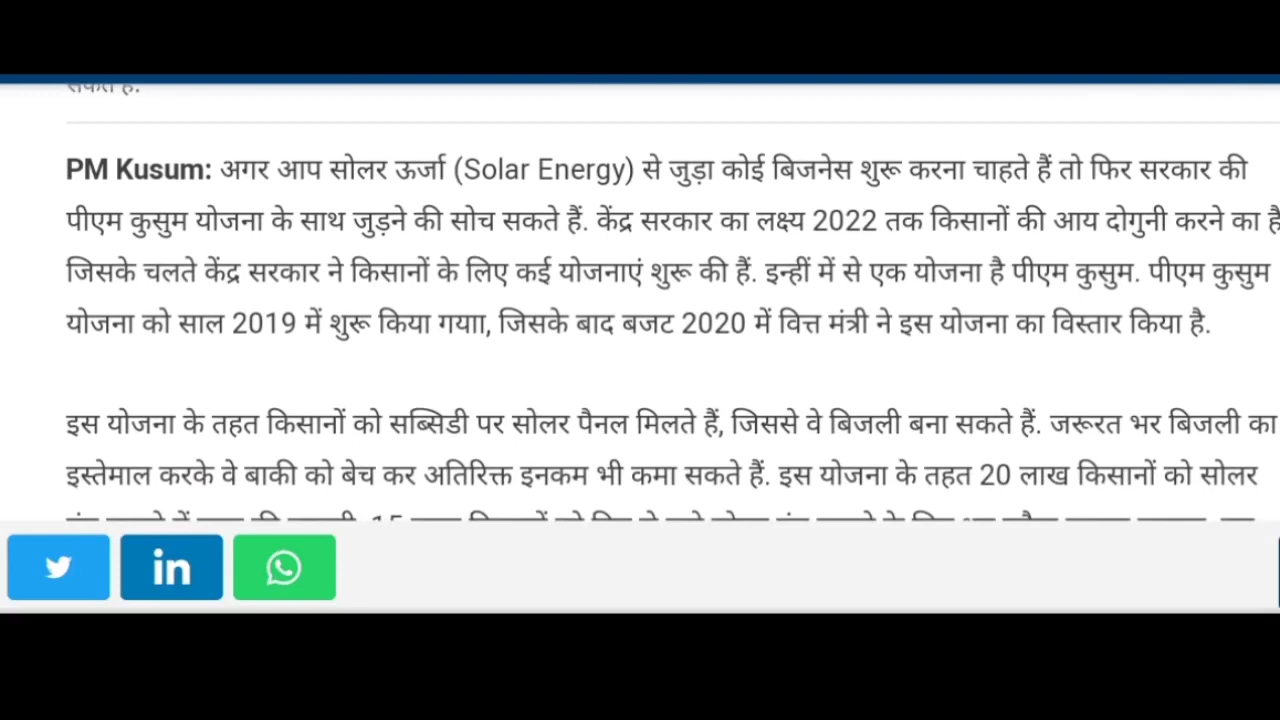 सकते हैं.
PM Kusum: अगर आप सोलर ऊर्जा (Solar Energy) से जुड़ा कोई बिजनेस शुरू करना चाहते हैं तो फिर सरकार की
पीएम कुसुम योजना के साथ जुड़ने की सोच सकते हैं. केंद्र सरकार का लक्ष्य 2022 तक किसानों की आय दोगुनी करने का है
जिसके चलते केंद्र सरकार ने किसानों के लिए कई योजनाएं शुरू की हैं. इन्हीं में से एक योजना है पीएम कुसुम. पीएम कुसुम
योजना को साल 2019 में शुरू किया गयाा, जिसके बाद बजट 2020 में वित्त मंत्री ने इस योजना का विस्तार किया है.
इस योजना के तहत किसानों को सब्सिडी पर सोलर पैनल मिलते हैं, जिससे वे बिजली बना सकते हैं. जरूरत भर बिजली का
इस्तेमाल करके वे बाकी को बेच कर अतिरिक्त इनकम भी कमा सकते हैं. इस योजना के तहत 20 लाख किसानों को सोलर
in